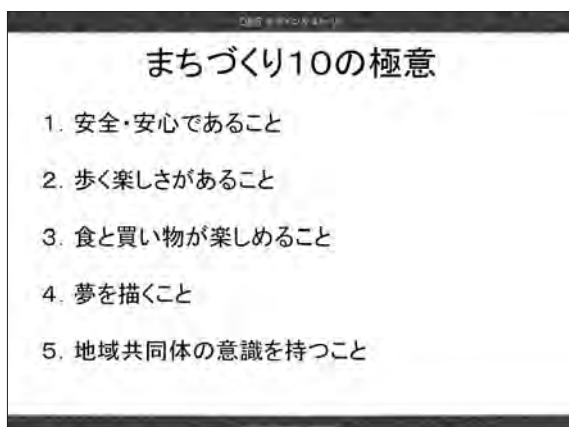 まちづくり10の極意
1. 安全・安心であること
2. 歩く楽しさがあること
3. 食と買い物が楽しめること
4. 夢を描くこと
5. 地域共同体の意識を持つこと